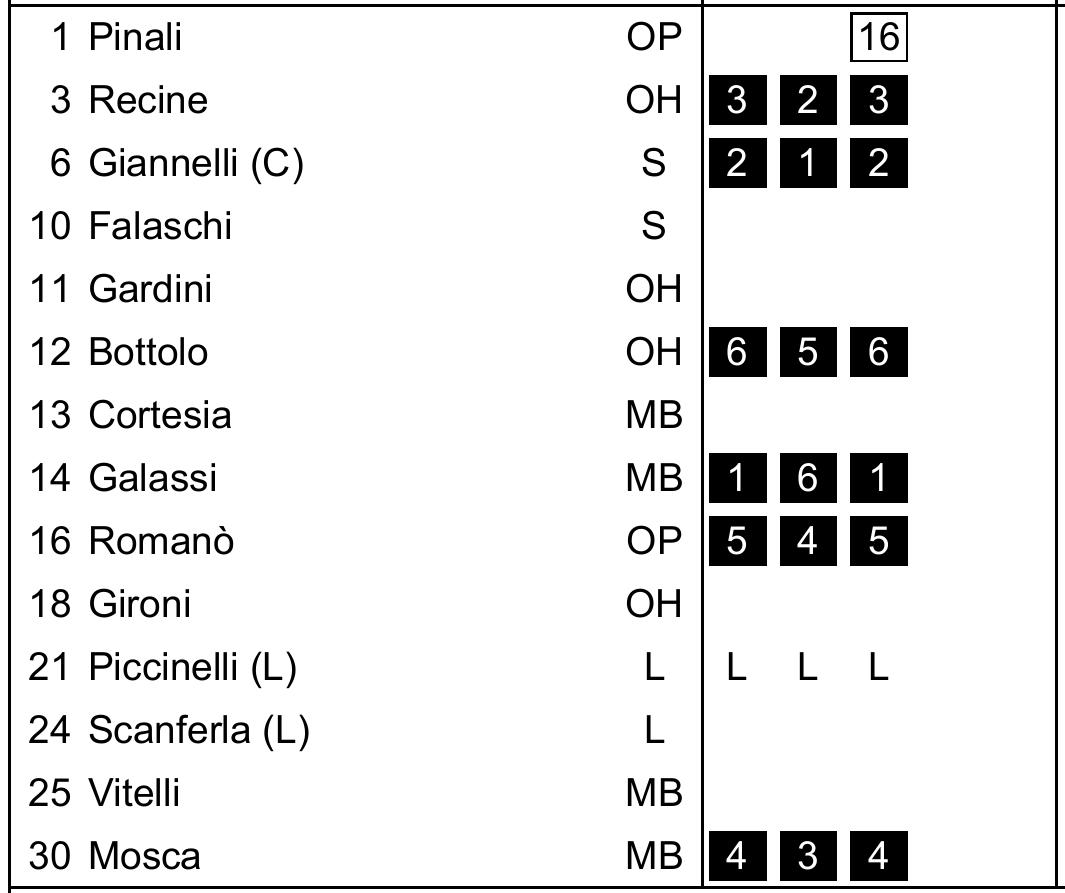 1 Pinali OP 16
3 Recine OH 3 2 3
6 Giannelli (C) S 2 1 2
10 Falaschi S
11 Gardini OH
12 Bottolo OH 6 5 6
13 Cortesia MB
14 Galassi MB 1 6 1
16 Romanò OP 5 4 5
18 Gironi OH
21 Piccinelli (L) L L L L
24 Scanferla (L) L
25 Vitelli MB
30 Mosca MB 4 3 4